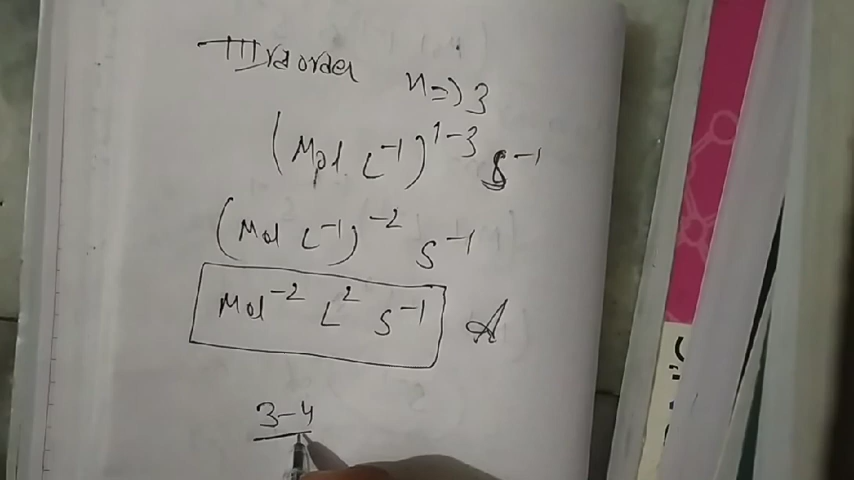 IIIrd order n => 3
(Mol L⁻¹)¹⁻³ S⁻¹
(Mol L⁻¹)⁻² S⁻¹
Mol⁻² L² S⁻¹ A
3-4